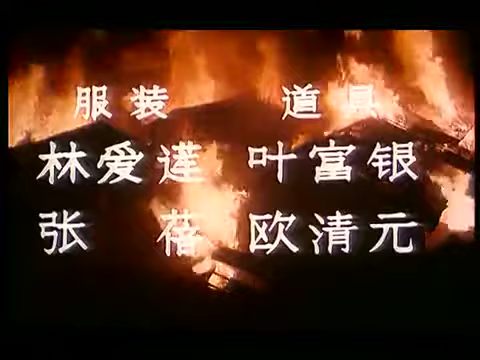 服装 道具
林爱莲 叶富银
张蓓 欧清元